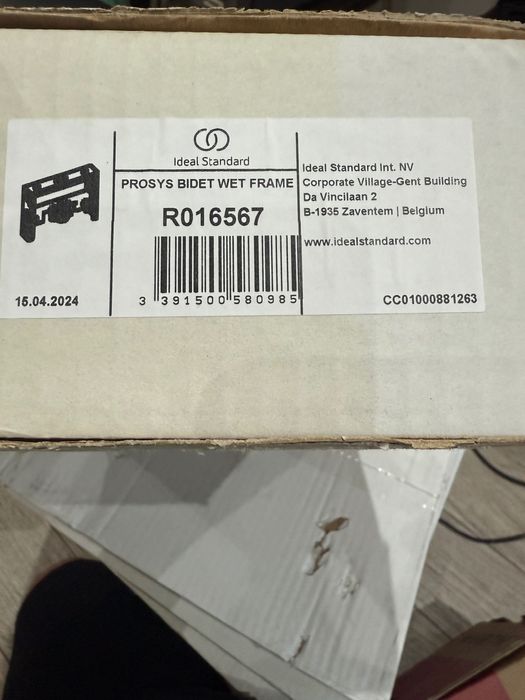 Ideal Standard
PROSYS BIDET WET FRAME
R016567
3 391500 580985
15.04.2024
Ideal Standard Int. NV
Corporate Village-Gent Building
Da Vincilaan 2
B-1935 Zaventem | Belgium
www.idealstandard.com
CC01000881263